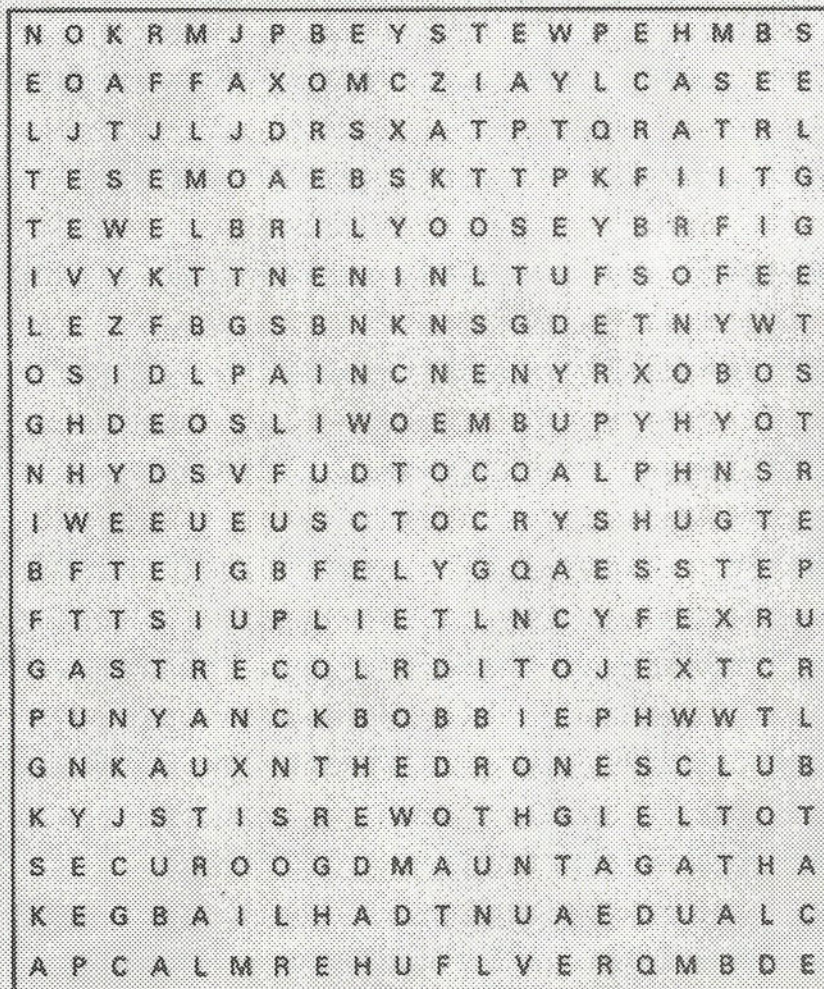 N O K R M J P B E Y S T E W P E H M B S
E O A F F A X O M C Z I A Y L C A S E E
L J T J L J D R S X A T P T Q R A T R L
T E S E M O A E B S K T T P K F I I T G
T E W E L B R I L Y O O S E Y B R F I G
I V Y K T T N E N I N L T U F S O F E E
L E Z F B G S B N K N S G D E T N Y W T
O S I D L P A I N C N E N Y R X O B O S
G H D E O S L I W O E M B U P Y H Y O T
N H Y D S V F U D T O C O A L P H N S R
I W E E U E U S C T O C R Y S H U G T E
B F T E I G B F E L Y G Q A E S S T E P
F T T S I U P L I E T L N C Y F E X R U
G A S T R E C O L R D I T O J E X T C R
P U N Y A N C K B O B B I E P H W W T L
G N K A U X N T H E D R O N E S C L U B
K Y J S T I S R E W O T H G I E L T O T
S E C U R O O G D M A U N T A G A T H A
K E G B A I L H A D T N U A E D U A L C
A P C A L M R E H U F L V E R Q M B D E